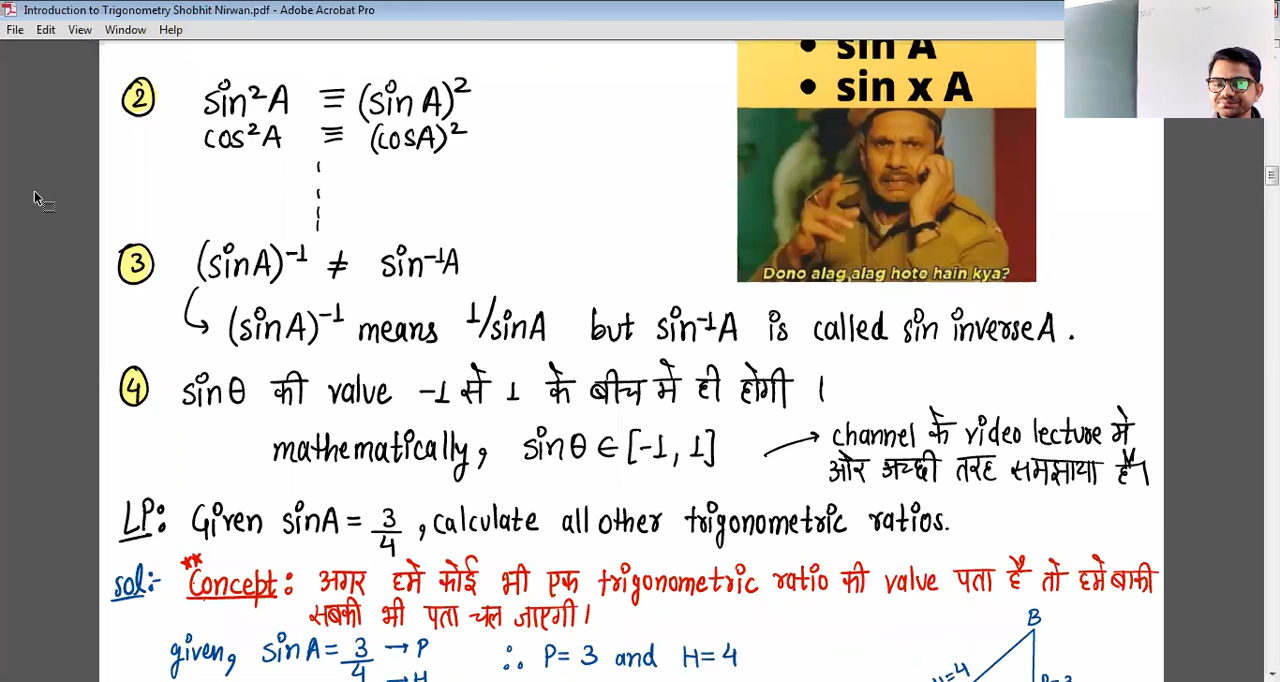 Introduction to Trigonometry Shobhit Nirwan.pdf - Adobe Acrobat Pro
File Edit View Window Help
• sin A
• sin x A
② sin²A ≡ (sin A)²
cos²A ≡ (cosA)²
Dono alag alag hote hain kya?
③ (sinA)⁻¹ ≠ sin⁻¹A
↳ (sinA)⁻¹ means 1/sinA but sin⁻¹A is called sin inverse A.
④ sinθ की value -1 से 1 के बीच मे ही होगी ।
mathematically, sinθ ∈ [-1, 1] → channel के video lecture मे
और अच्छी तरह समझाया है।
LP: Given sinA = 3/4, calculate all other trigonometric ratios.
Sol:- **Concept: अगर हमे कोई भी एक trigonometric ratio की value पता है तो हमे बाकी
सबकी भी पता चल जाएगी।
B
given, sinA = 3/4 → P ∴ P= 3 and H= 4
→ H
H=4
P=3